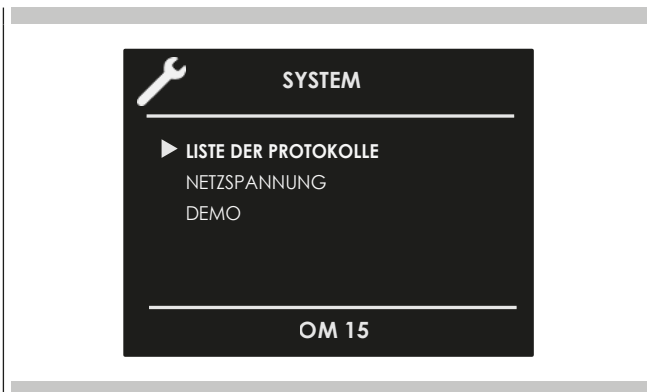 SYSTEM
LISTE DER PROTOKOLLE
NETZSPANNUNG
DEMO
OM 15